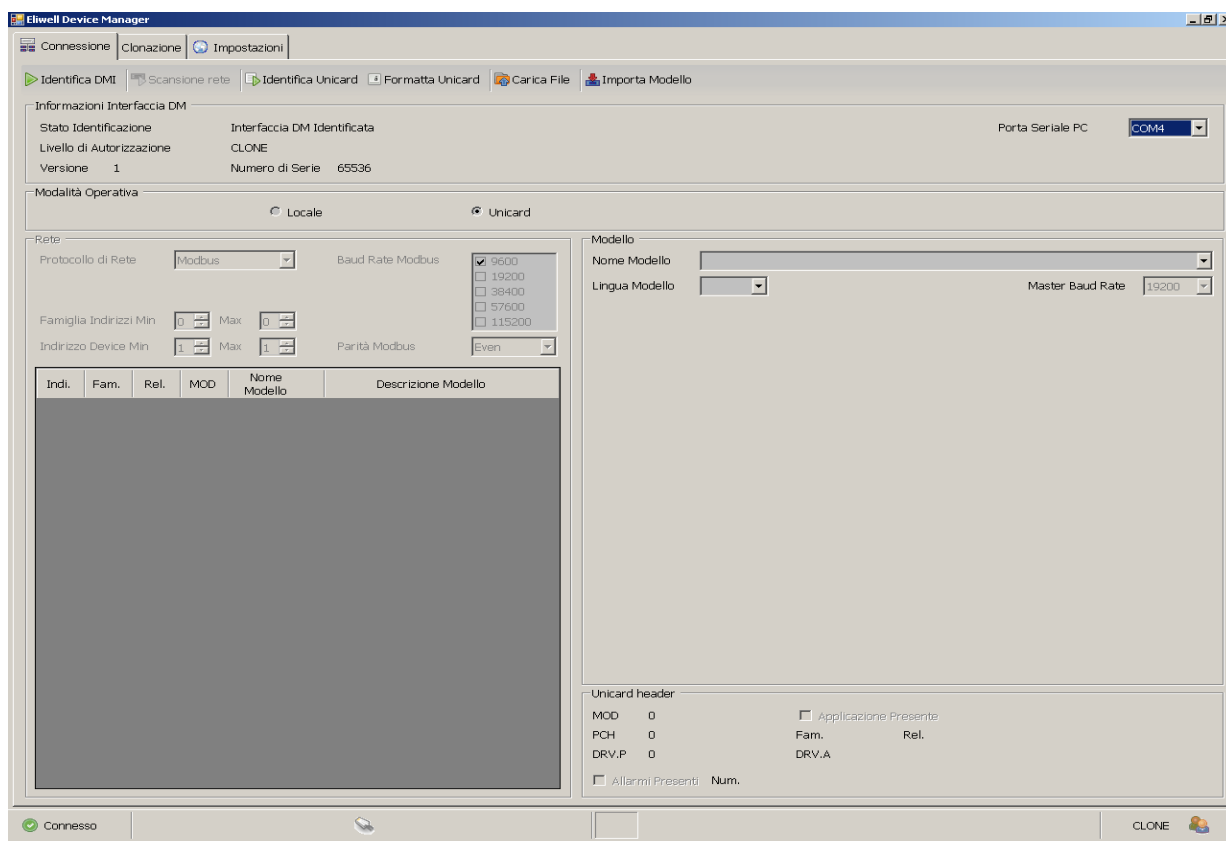 Eliwell Device Manager
Connessione Clonazione Impostazioni
Identifica DMI Scansione rete Identifica Unicard Formatta Unicard Carica File Importa Modello
Informazioni Interfaccia DM
Stato Identificazione Interfaccia DM Identificata Porta Seriale PC COM4
Livello di Autorizzazione CLONE
Versione 1 Numero di Serie 65536
Modalità Operativa
Locale Unicard
Rete
Protocollo di Rete Modbus Baud Rate Modbus 9600
19200
38400
57600
115200
Famiglia Indirizzi Min 0 Max 0
Indirizzo Device Min 1 Max 1 Parità Modbus Even
Indi. Fam. Rel. MOD Nome Modello Descrizione Modello
Modello
Nome Modello
Lingua Modello Master Baud Rate 19200
Unicard header
MOD 0 Applicazione Presente
PCH 0 Fam. Rel.
DRV.P 0 DRV.A
Allarmi Presenti Num.
Connesso CLONE